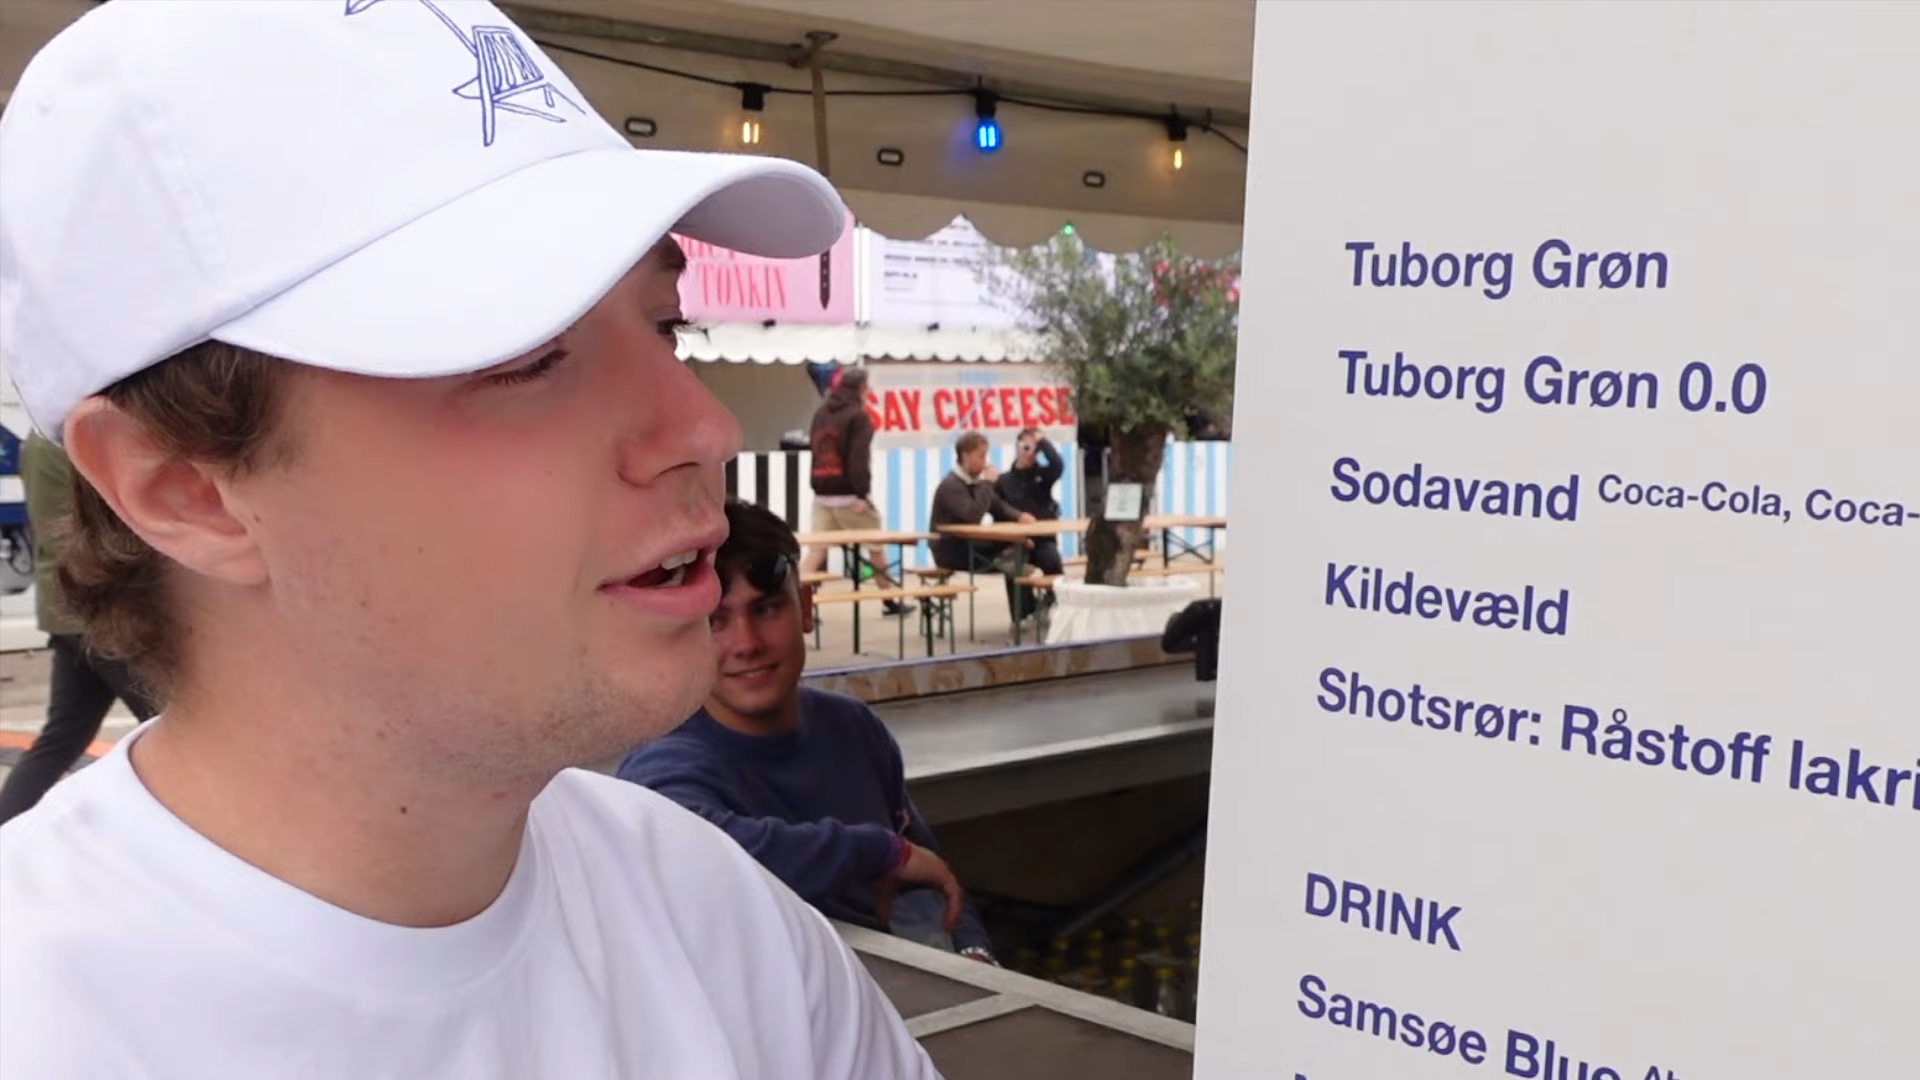 TONKIN
SAY CHEEESE
Tuborg Grøn
Tuborg Grøn 0.0
Sodavand Coca-Cola, Coca-
Kildevæld
Shotsrør: Råstoff lakri
DRINK
Samsøe Blue